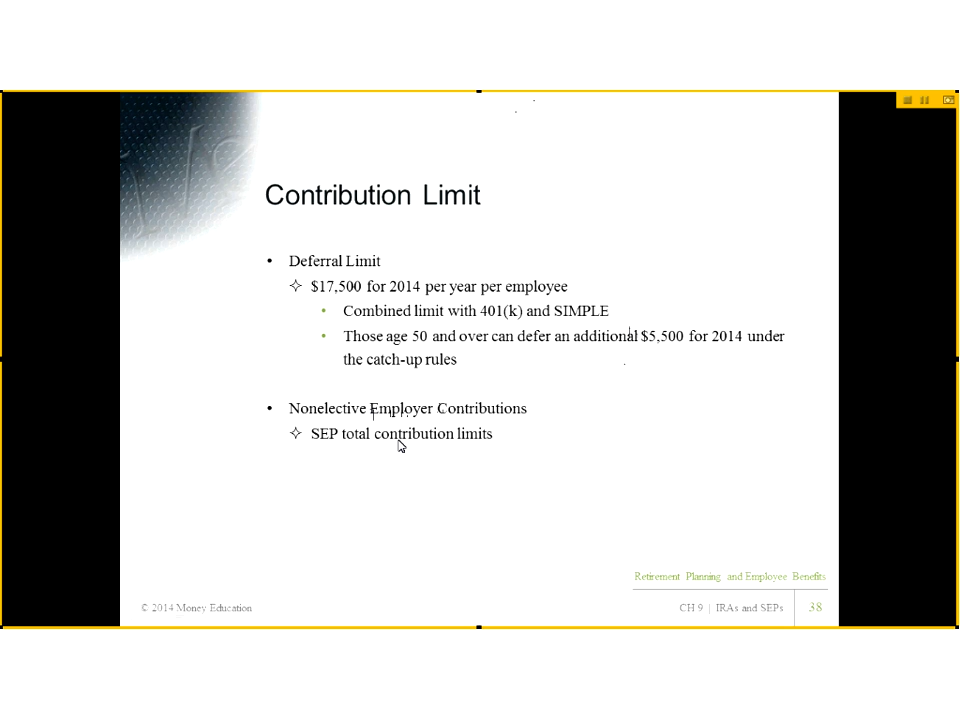 Contribution Limit
• Deferral Limit
✧ $17,500 for 2014 per year per employee
• Combined limit with 401(k) and SIMPLE
• Those age 50 and over can defer an additional $5,500 for 2014 under
the catch-up rules
• Nonelective Employer Contributions
✧ SEP total contribution limits
Retirement Planning and Employee Benefits
© 2014 Money Education
CH 9 | IRAs and SEPs
38